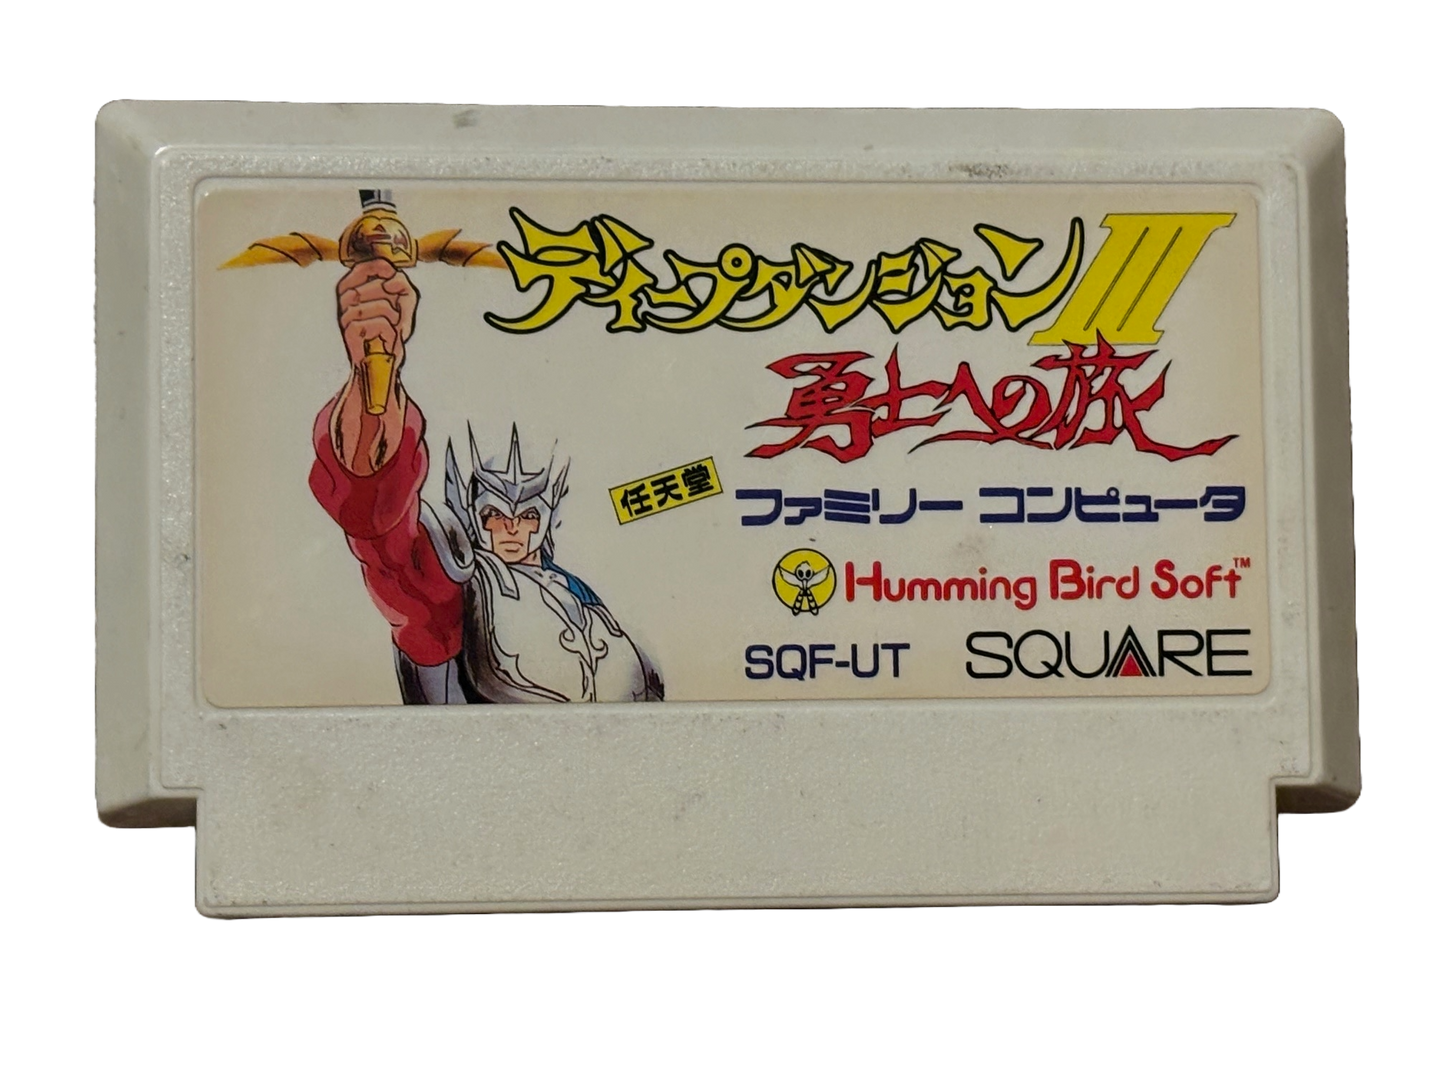 ディープダンジョンIII
勇士への旅
任天堂
ファミリー コンピュータ
Humming Bird Soft™
SQF-UT
SQUARE